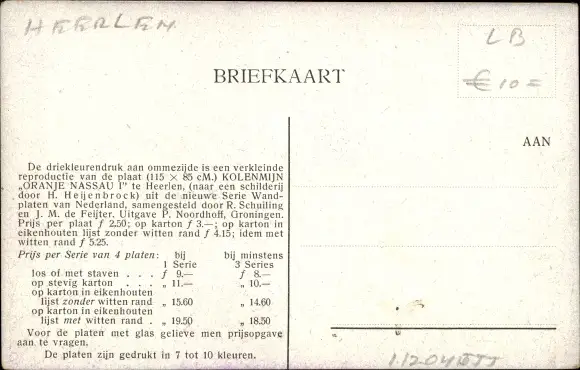 HEERLEN
LB
€ 10=
BRIEFKAART
AAN
De driekleurendruk aan ommezijde is een verkleinde
reproductie van de plaat (115 × 85 cM.) KOLENMIJN
„ORANJE NASSAU I" te Heerlen, (naar een schilderij
door H. Heijenbrock) uit de nieuwe Serie Wand-
platen van Nederland, samengesteld door R. Schuiling
en J. M. de Feijter. Uitgave P. Noordhoff, Groningen.
Prijs per plaat f 2.50; op karton f 3.—; op karton in
eikenhouten lijst zonder witten rand f 4.15; idem met
witten rand f 5.25.
Prijs per Serie van 4 platen: bij bij minstens
1 Serie 3 Series
los of met staven . . . f 9.— f 8.—
op stevig karton . . . „ 11.— „ 10.—
op karton in eikenhouten
lijst zonder witten rand „ 15.60 „ 14.60
op karton in eikenhouten
lijst met witten rand . „ 19.50 „ 18.50
Voor de platen met glas gelieve men prijsopgave
aan te vragen.
De platen zijn gedrukt in 7 tot 10 kleuren.